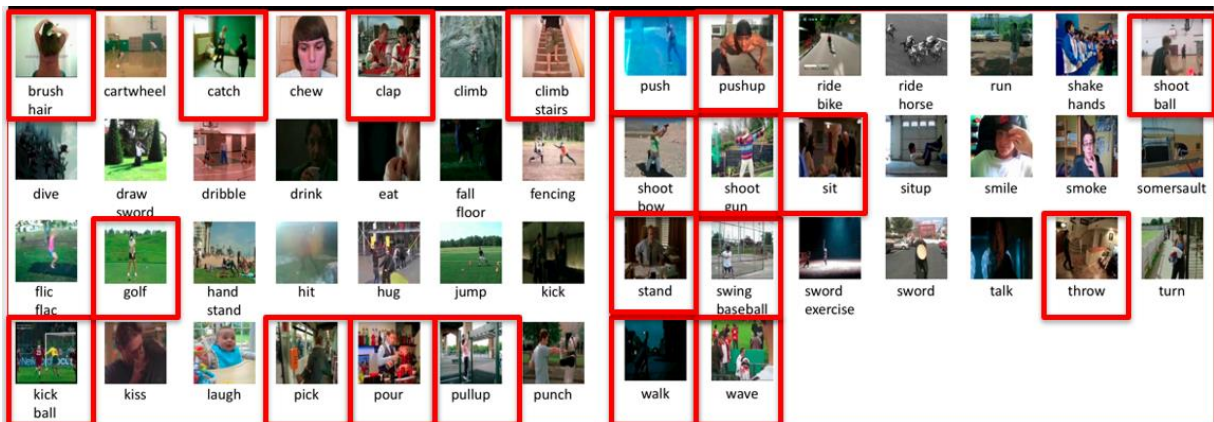 brush hair
cartwheel
catch
chew
clap
climb
climb stairs
push
pushup
ride bike
ride horse
run
shake hands
shoot ball
dive
draw sword
dribble
drink
eat
fall floor
fencing
shoot bow
shoot gun
sit
situp
smile
smoke
somersault
flic flac
golf
hand stand
hit
hug
jump
kick
stand
swing baseball
sword exercise
sword
talk
throw
turn
kick ball
kiss
laugh
pick
pour
pullup
punch
walk
wave